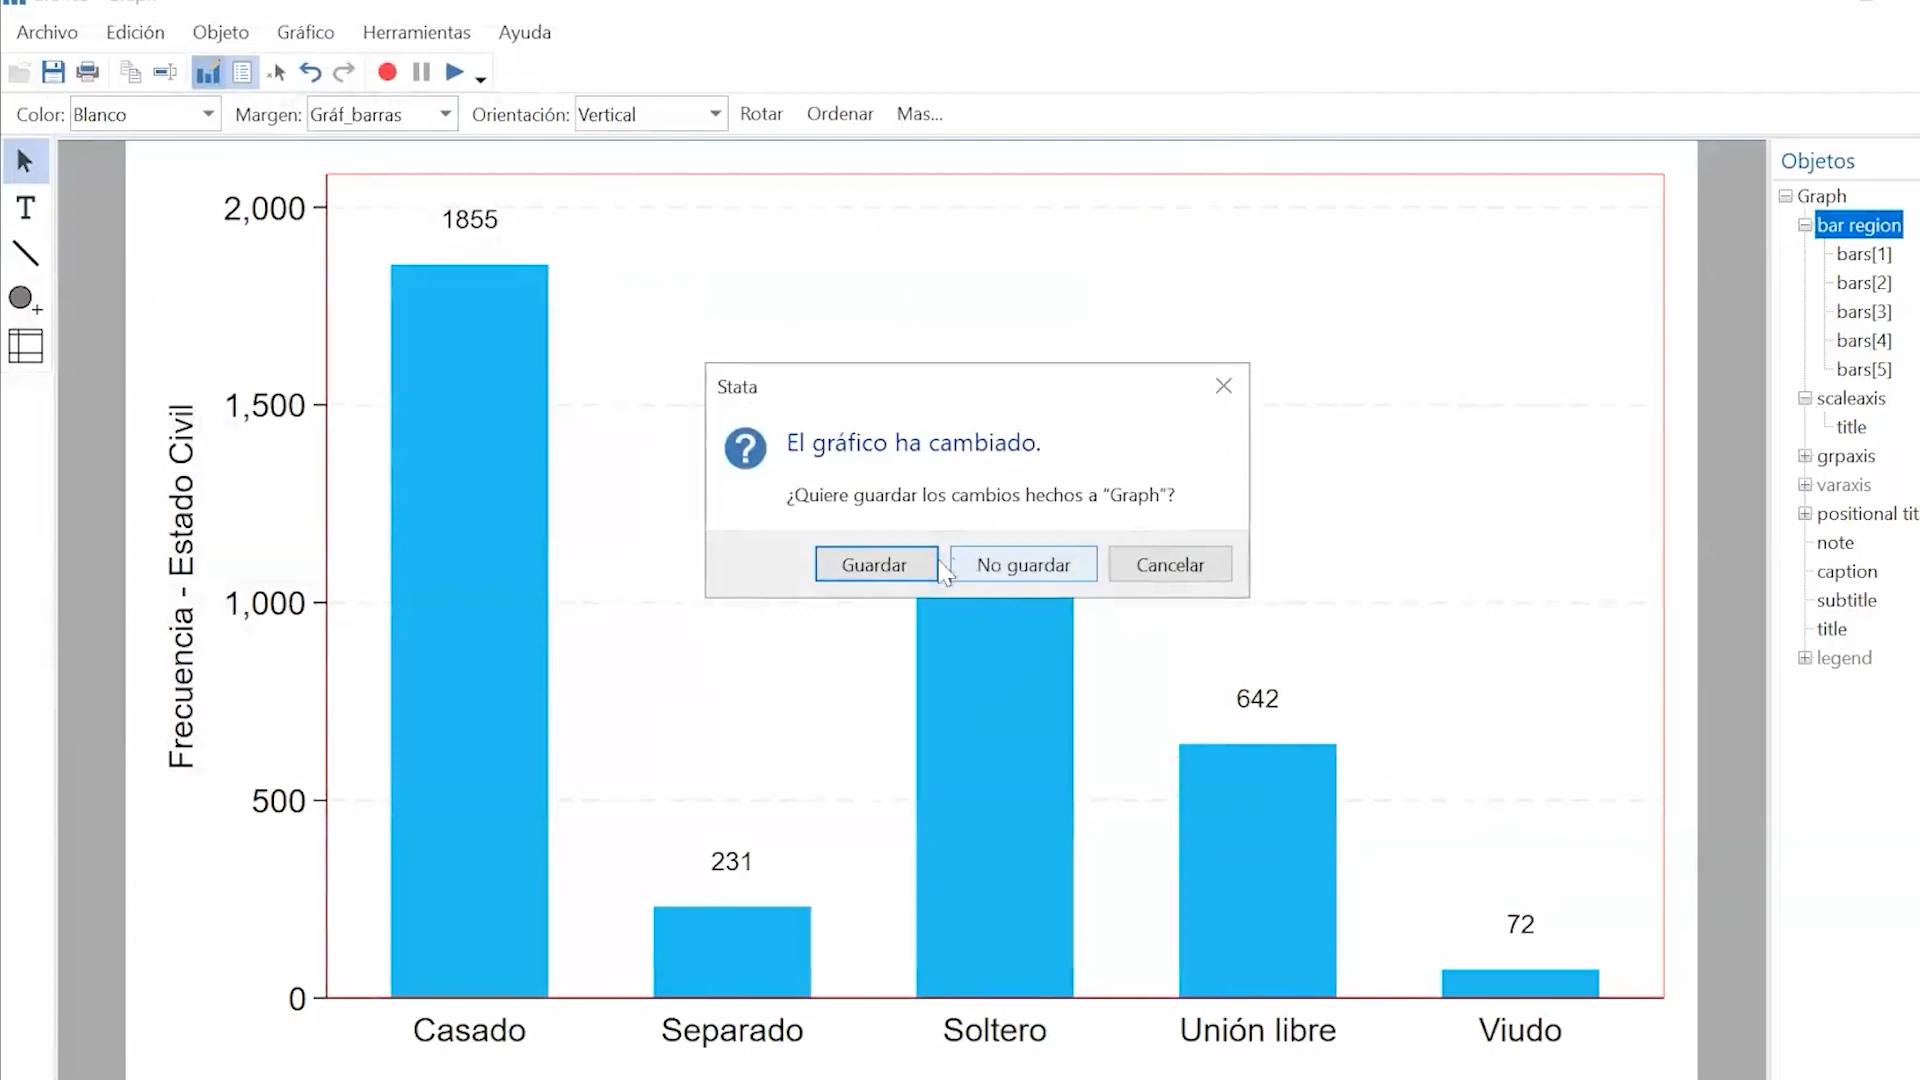 Archivo Edición Objeto Gráfico Herramientas Ayuda
Color: Blanco Margen: Gráf_barras Orientación: Vertical Rotar Ordenar Mas...
Objetos
Graph
bar region
bars[1]
bars[2]
bars[3]
bars[4]
bars[5]
scaleaxis
title
grpaxis
varaxis
positional tit
note
caption
subtitle
title
legend
T
Frecuencia - Estado Civil
2,000
1,500
1,000
500
0
1855
231
642
72
Casado Separado Soltero Unión libre Viudo
Stata
El gráfico ha cambiado.
¿Quiere guardar los cambios hechos a "Graph"?
Guardar No guardar Cancelar